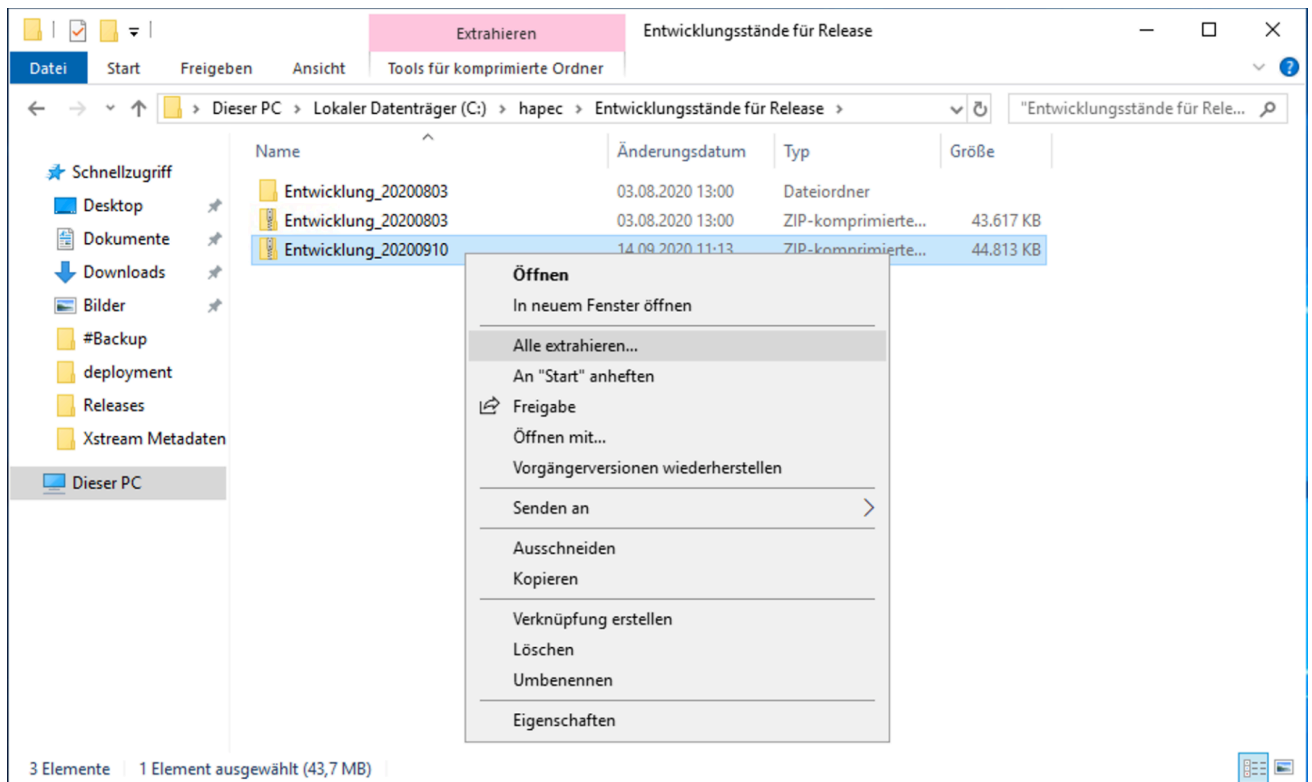 Extrahieren
Entwicklungsstände für Release
Datei Start Freigeben Ansicht Tools für komprimierte Ordner
Dieser PC > Lokaler Datenträger (C:) > hapec > Entwicklungsstände für Release >
"Entwicklungsstände für Rele...
Schnellzugriff
Desktop
Dokumente
Downloads
Bilder
#Backup
deployment
Releases
Xstream Metadaten
Dieser PC
Name Änderungsdatum Typ Größe
Entwicklung_20200803 03.08.2020 13:00 Dateiordner
Entwicklung_20200803 03.08.2020 13:00 ZIP-komprimierte... 43.617 KB
Entwicklung_20200910 14.09.2020 11:13 ZIP-komprimierte... 44.813 KB
Öffnen
In neuem Fenster öffnen
Alle extrahieren...
An "Start" anheften
Freigabe
Öffnen mit...
Vorgängerversionen wiederherstellen
Senden an
Ausschneiden
Kopieren
Verknüpfung erstellen
Löschen
Umbenennen
Eigenschaften
3 Elemente 1 Element ausgewählt (43,7 MB)